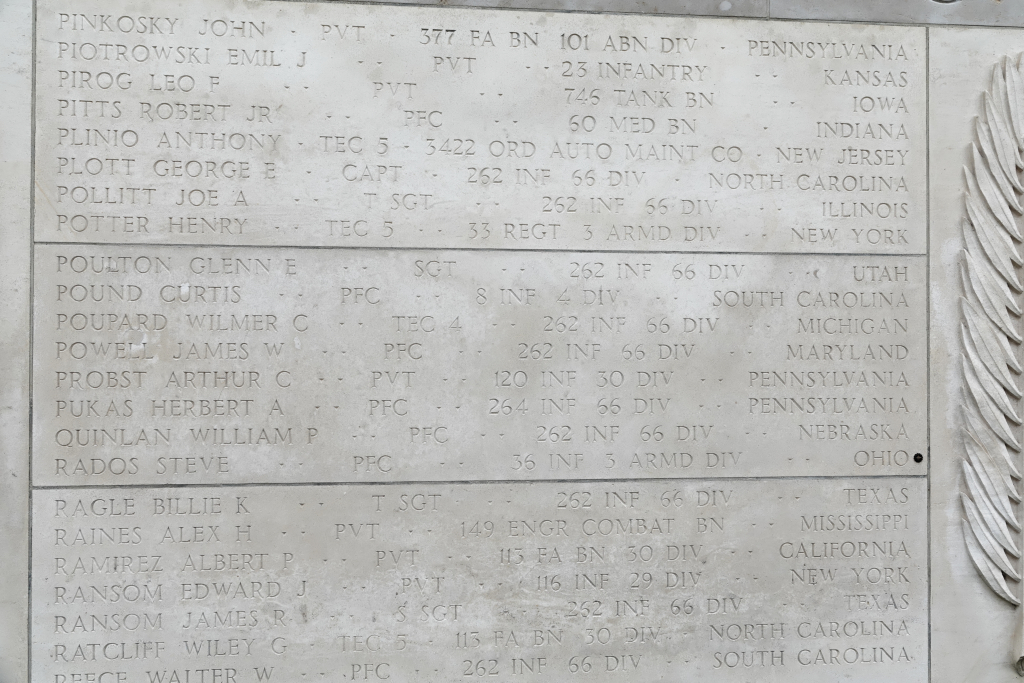 PINKOSKY JOHN - PVT - 377 FA BN 101 ABN DIV - PENNSYLVANIA
PIOTROWSKI EMIL J - - PVT - - 23 INFANTRY - - KANSAS
PIROG LEO F - - PVT - - 746 TANK BN - - IOWA
PITTS ROBERT JR - - PFC - - 60 MED BN - INDIANA
PLINIO ANTHONY - TEC 5 - 3422 ORD AUTO MAINT CO - NEW JERSEY
PLOTT GEORGE E - CAPT - 262 INF 66 DIV - NORTH CAROLINA
POLLITT JOE A - - T SGT - - 262 INF 66 DIV - - ILLINOIS
POTTER HENRY - - TEC 5 - - 33 REGT 3 ARMD DIV - - NEW YORK
POULTON GLENN E - - SGT - - 262 INF 66 DIV - - UTAH
POUND CURTIS - - PFC - - 8 INF 4 DIV - - SOUTH CAROLINA
POUPARD WILMER C - - TEC 4 - - 262 INF 66 DIV - - MICHIGAN
POWELL JAMES W - - PFC - - 262 INF 66 DIV - - MARYLAND
PROBST ARTHUR C - - PVT - - 120 INF 30 DIV - - PENNSYLVANIA
PUKAS HERBERT A - - PFC - - 264 INF 66 DIV - - PENNSYLVANIA
QUINLAN WILLIAM P - - PFC - - 262 INF 66 DIV - - NEBRASKA
RADOS STEVE - - PFC - - 36 INF 3 ARMD DIV - - OHIO
RAGLE BILLIE K - - T SGT - - 262 INF 66 DIV - - TEXAS
RAINES ALEX H - - PVT - - 149 ENGR COMBAT BN - - MISSISSIPPI
RAMIREZ ALBERT P - - PVT - - 113 FA BN 30 DIV - - CALIFORNIA
RANSOM EDWARD J - - PVT - - 116 INF 29 DIV - - NEW YORK
RANSOM JAMES R - - S SGT - - 262 INF 66 DIV - - TEXAS
RATCLIFF WILEY G - TEC 5 - 113 FA BN 30 DIV - NORTH CAROLINA
REECE WALTER W - - PFC - - 262 INF 66 DIV - - SOUTH CAROLINA